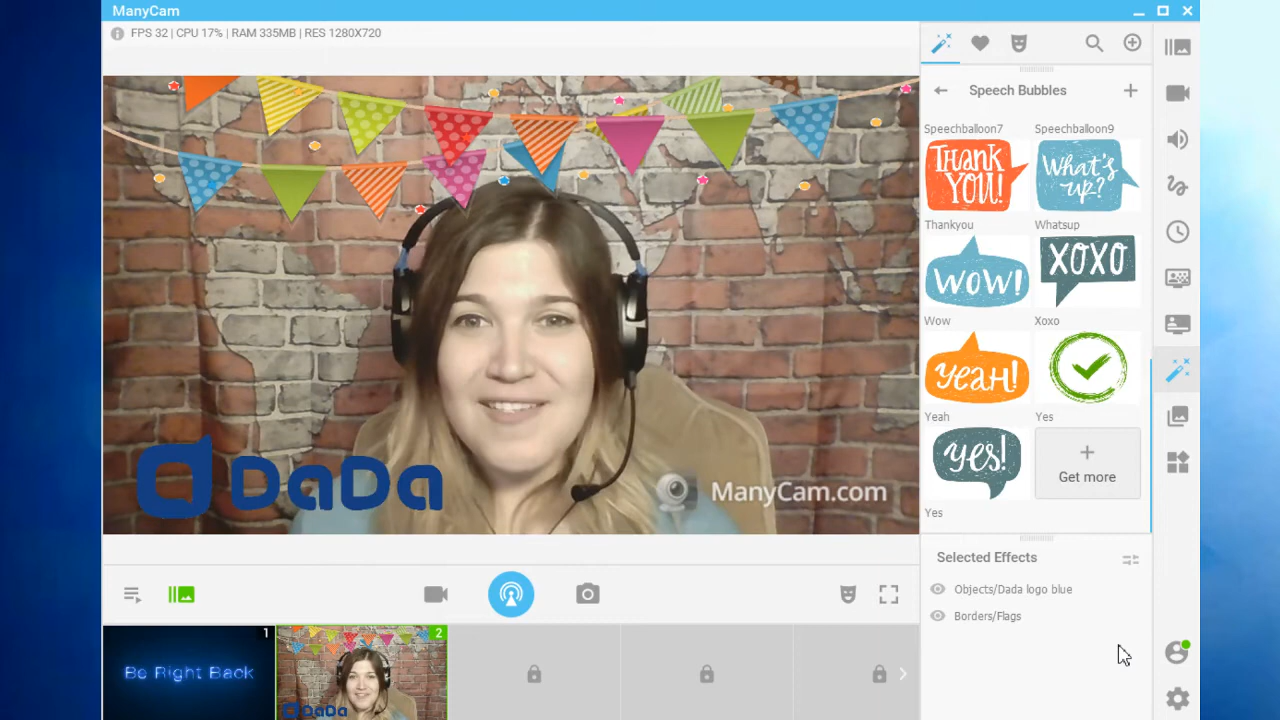 ManyCam
FPS 32 | CPU 17% | RAM 335MB | RES 1280X720
Speech Bubbles
Speechballoon7
Speechballoon9
THANK
YOU!
What's
up?
Thankyou
Whatsup
WOW!
XOXO
Wow
Xoxo
YEAH!
Yeah
Yes
yes!
Get more
Yes
DaDa
ManyCam.com
Selected Effects
Objects/Dada logo blue
Borders/Flags
1
Be Right Back
2
DaDa